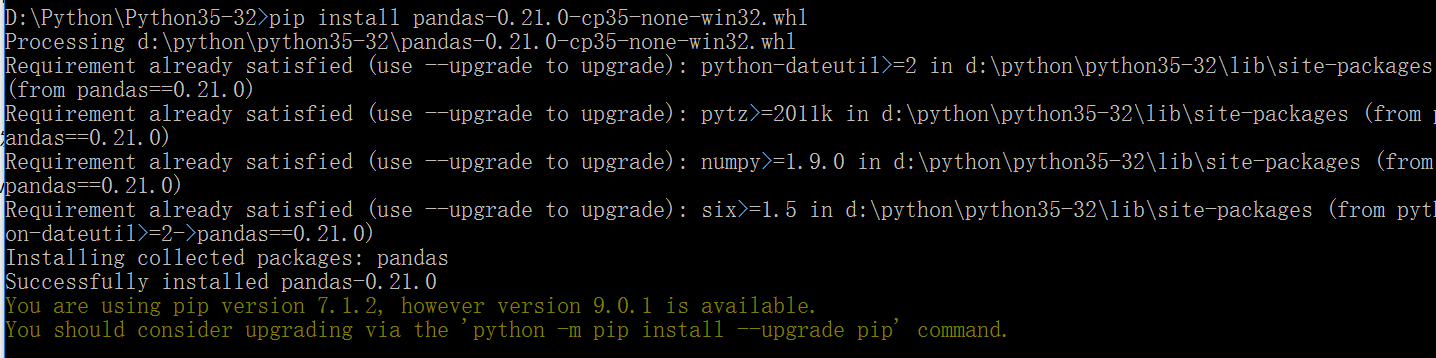 D:\Python\Python35-32>pip install pandas-0.21.0-cp35-none-win32.whl
Processing d:\python\python35-32\pandas-0.21.0-cp35-none-win32.whl
Requirement already satisfied (use --upgrade to upgrade): python-dateutil>=2 in d:\python\python35-32\lib\site-packages
(from pandas==0.21.0)
Requirement already satisfied (use --upgrade to upgrade): pytz>=2011k in d:\python\python35-32\lib\site-packages (from p
andas==0.21.0)
Requirement already satisfied (use --upgrade to upgrade): numpy>=1.9.0 in d:\python\python35-32\lib\site-packages (from
pandas==0.21.0)
Requirement already satisfied (use --upgrade to upgrade): six>=1.5 in d:\python\python35-32\lib\site-packages (from pyth
on-dateutil>=2->pandas==0.21.0)
Installing collected packages: pandas
Successfully installed pandas-0.21.0
You are using pip version 7.1.2, however version 9.0.1 is available.
You should consider upgrading via the 'python -m pip install --upgrade pip' command.